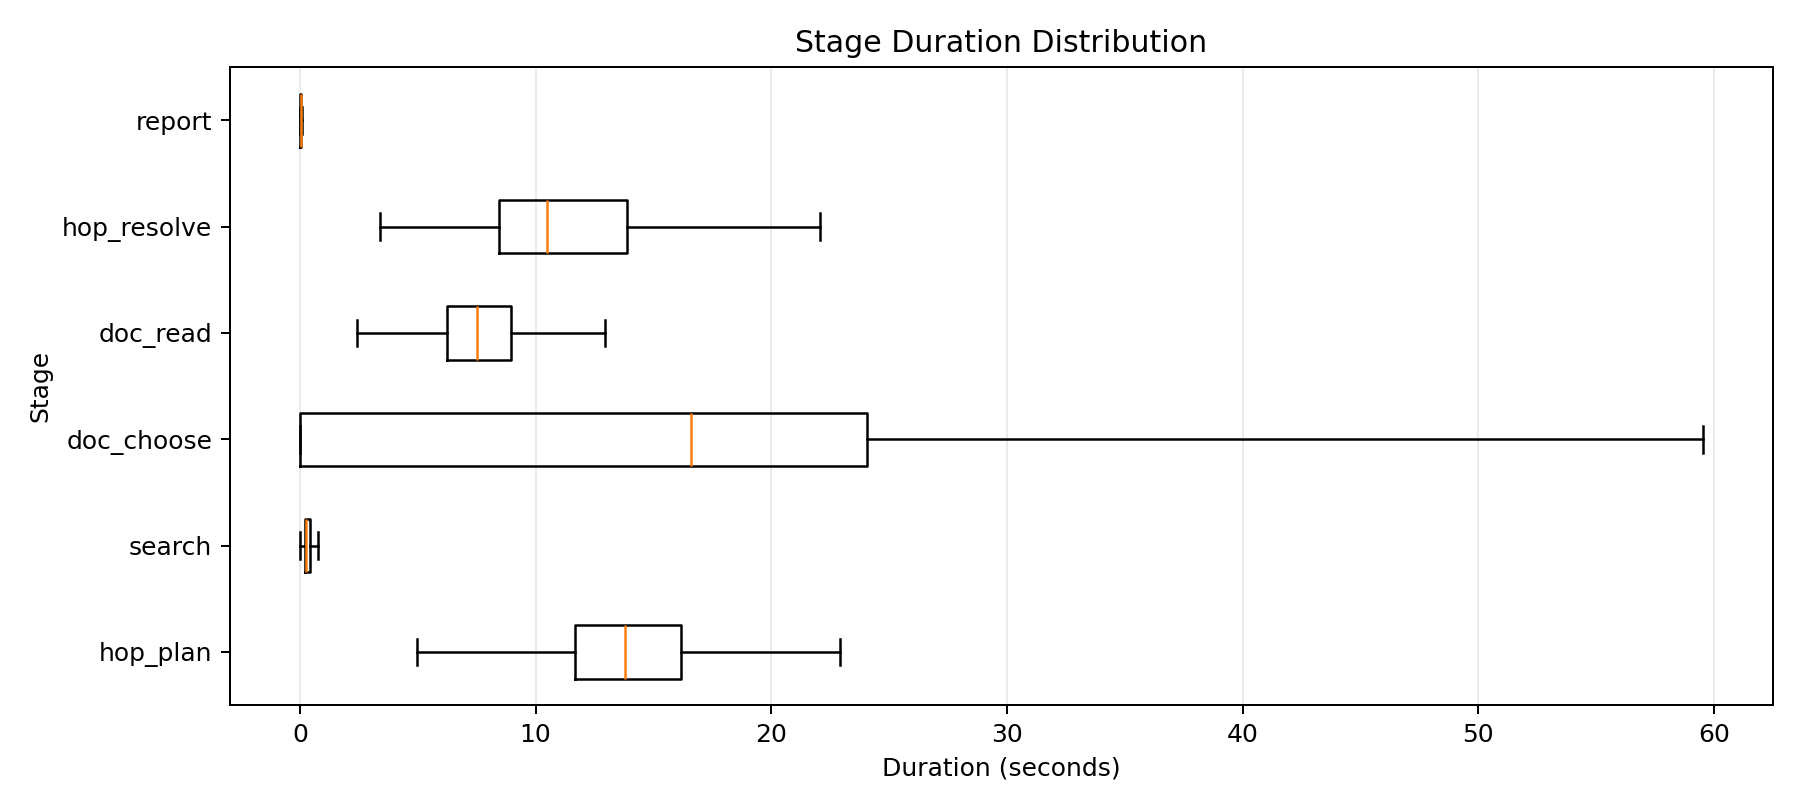 Stage Duration Distribution
report
hop_resolve
doc_read
doc_choose
search
hop_plan
Stage
0 10 20 30 40 50 60
Duration (seconds)